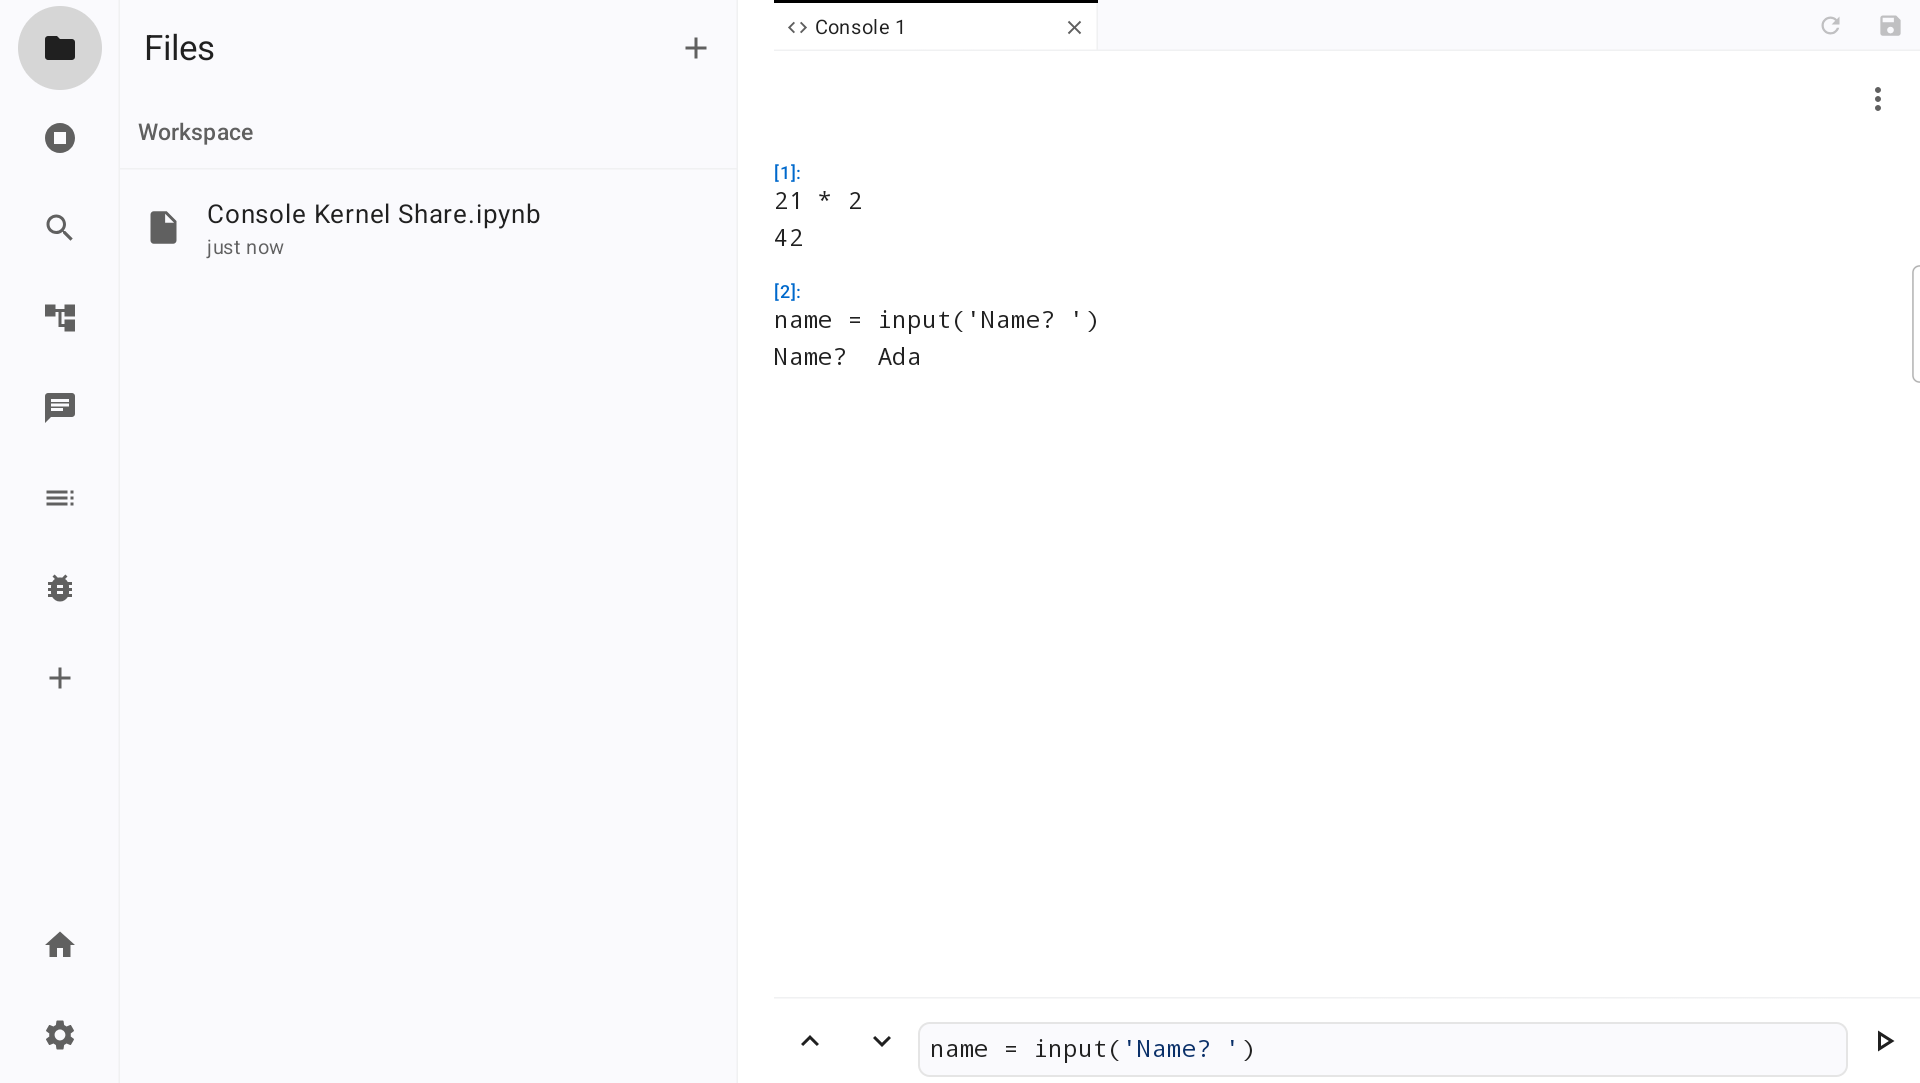 Files
Workspace
Console Kernel Share.ipynb
just now
Console 1
[1]:
21 * 2
42
[2]:
name = input('Name? ')
Name?  Ada
name = input('Name? ')